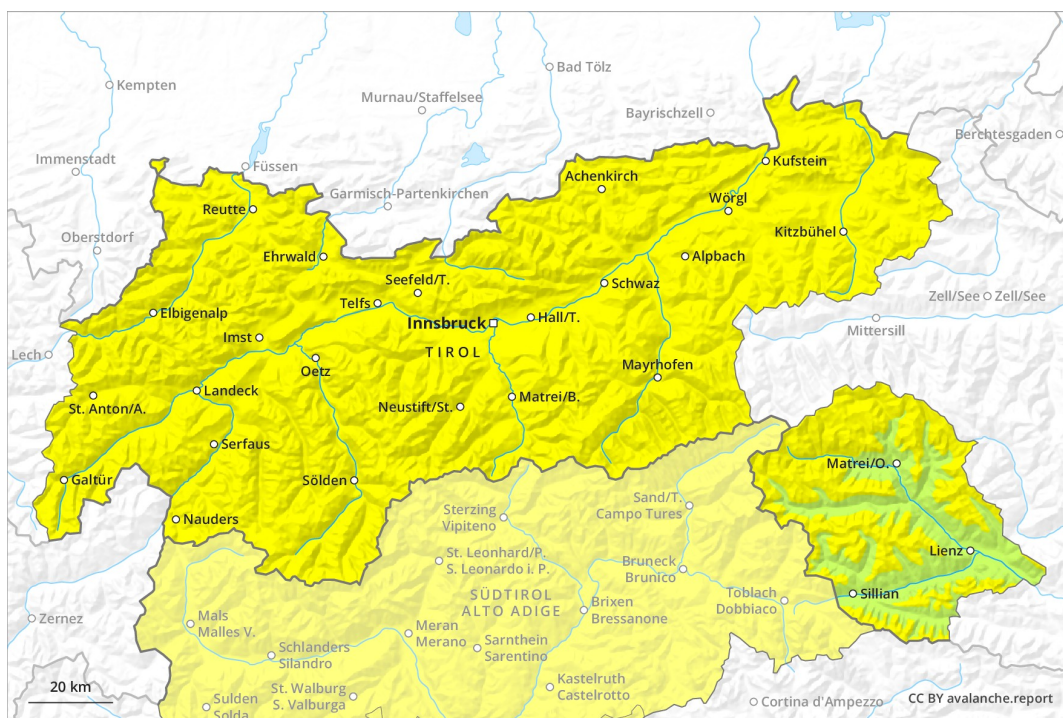 Kempten
Bad Tölz
Murnau/Staffelsee
Bayrischzell
Berchtesgaden
Immenstadt
Füssen
Kufstein
Achenkirch
Garmisch-Partenkirchen
Wörgl
Reutte
Oberstdorf
Kitzbühel
Ehrwald
Alpbach
Seefeld/T.
Schwaz
Telfs
Zell/See
Zell/See
Elbigenalp
Innsbruck
Hall/T.
Mittersill
Imst
TIROL
Lech
Oetz
Mayrhofen
Landeck
St. Anton/A.
Neustift/St.
Matrei/B.
Serfaus
Matrei/O.
Galtür
Sölden
Sand/T.
Campo Tures
Sterzing
Vipiteno
Nauders
Lienz
St. Leonhard/P.
S. Leonardo i. P.
Bruneck
Brunico
Toblach
Dobbiaco
Sillian
SÜDTIROL
ALTO ADIGE
Brixen
Bressanone
Zernez
Mals
Malles V.
Meran
Merano
Sarnthein
Sarentino
Schlanders
Silandro
Kastelruth
Castelrotto
20 km
St. Walburg
S. Valburga
Sulden
Solda
Cortina d'Ampezzo
CC BY avalanche.report